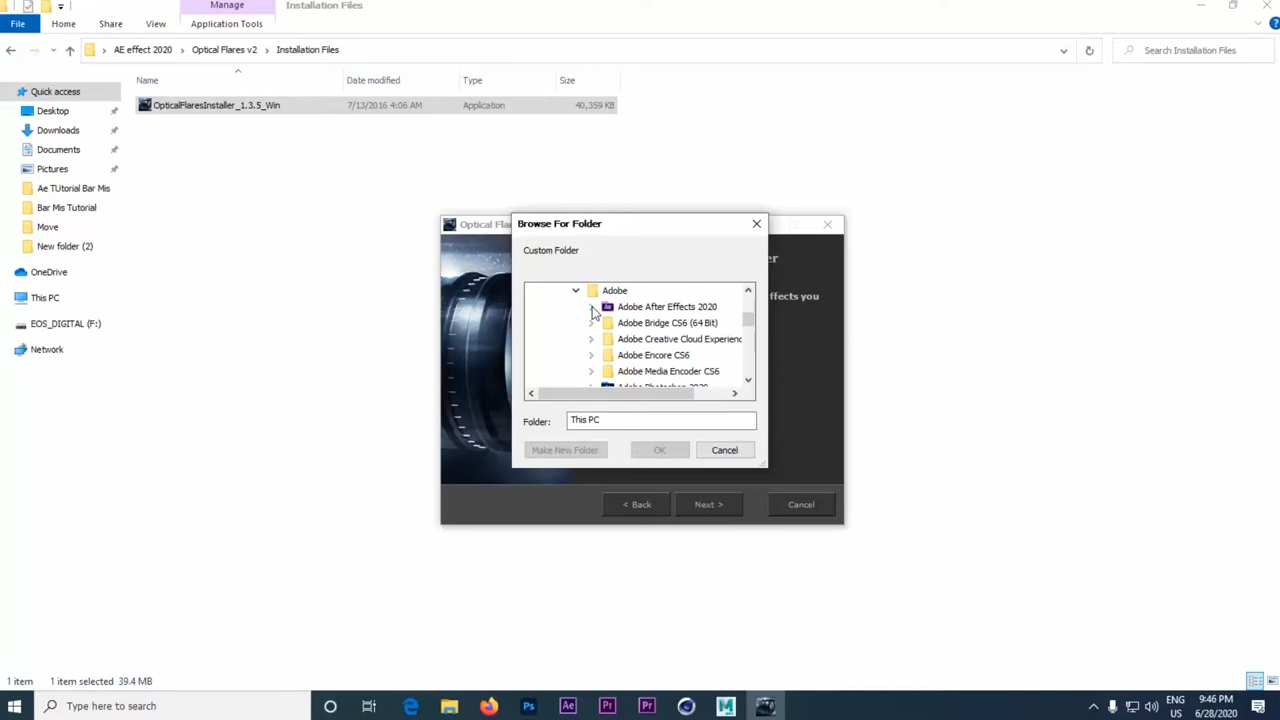 Manage
Installation Files
File
Home
Share
View
Application Tools
AE effect 2020
Optical Flares v2
Installation Files
Search Installation Files
Name
Date modified
Type
Size
Quick access
OpticalFlaresInstaller_1.3.5_Win
7/13/2016 4:06 AM
Application
40,359 KB
Desktop
Downloads
Documents
Pictures
Ae TUtorial Bar Mis
Bar Mis Tutorial
Move
New folder (2)
OneDrive
This PC
EOS_DIGITAL (F:)
Network
Optical Flar
Browse For Folder
er
Custom Folder
ffects you
Adobe
Adobe After Effects 2020
Adobe Bridge CS6 (64 Bit)
Adobe Creative Cloud Experienc
Adobe Encore CS6
Adobe Media Encoder CS6
Adobe Photoshop 2020
Folder:
This PC
Make New Folder
OK
Cancel
< Back
Next >
Cancel
1 item
1 item selected 39.4 MB
Type here to search
ENG
US
9:46 PM
6/28/2020